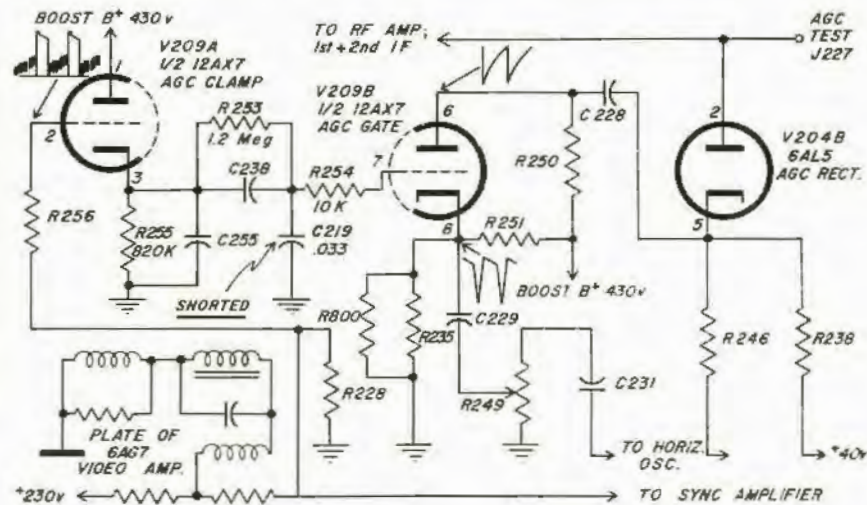 BOOST B+ 430v
V209A
1/2 12AX7
AGC CLAMP
1
2
3
R253
1.2 Meg
C238
R254
10K
R256
R255
820K
C255
C219
.033
SHORTED
TO RF AMP;
1st + 2nd IF
V209B
1/2 12AX7
AGC GATE
6
7
8
C228
R250
R251
BOOST B+ 430v
AGC
TEST
J227
2
V204B
6AL5
AGC RECT.
5
R800
R235
C229
R228
R249
C231
R246
R238
PLATE OF
6AG7
VIDEO AMP.
TO HORIZ.
OSC.
+40v
+230v
TO SYNC AMPLIFIER